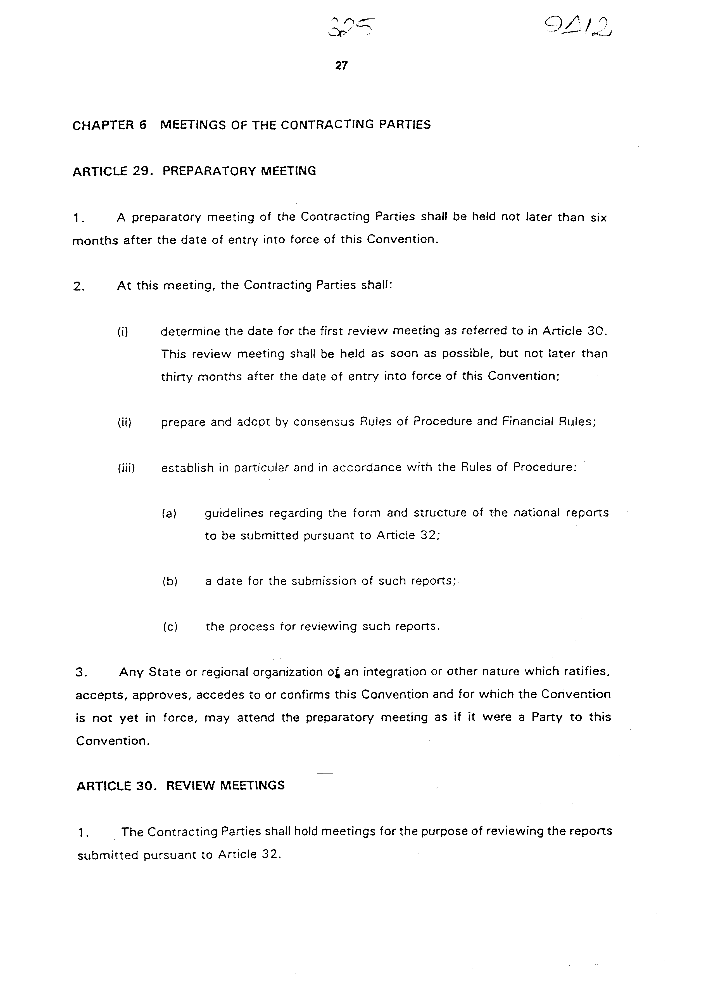 225 9A12
27
CHAPTER 6 MEETINGS OF THE CONTRACTING PARTIES
ARTICLE 29. PREPARATORY MEETING
1. A preparatory meeting of the Contracting Parties shall be held not later than six
months after the date of entry into force of this Convention.
2. At this meeting, the Contracting Parties shall:
(i) determine the date for the first review meeting as referred to in Article 30.
This review meeting shall be held as soon as possible, but not later than
thirty months after the date of entry into force of this Convention;
(ii) prepare and adopt by consensus Rules of Procedure and Financial Rules;
(iii) establish in particular and in accordance with the Rules of Procedure:
(a) guidelines regarding the form and structure of the national reports
to be submitted pursuant to Article 32;
(b) a date for the submission of such reports;
(c) the process for reviewing such reports.
3. Any State or regional organization of an integration or other nature which ratifies,
accepts, approves, accedes to or confirms this Convention and for which the Convention
is not yet in force, may attend the preparatory meeting as if it were a Party to this
Convention.
ARTICLE 30. REVIEW MEETINGS
1. The Contracting Parties shall hold meetings for the purpose of reviewing the reports
submitted pursuant to Article 32.